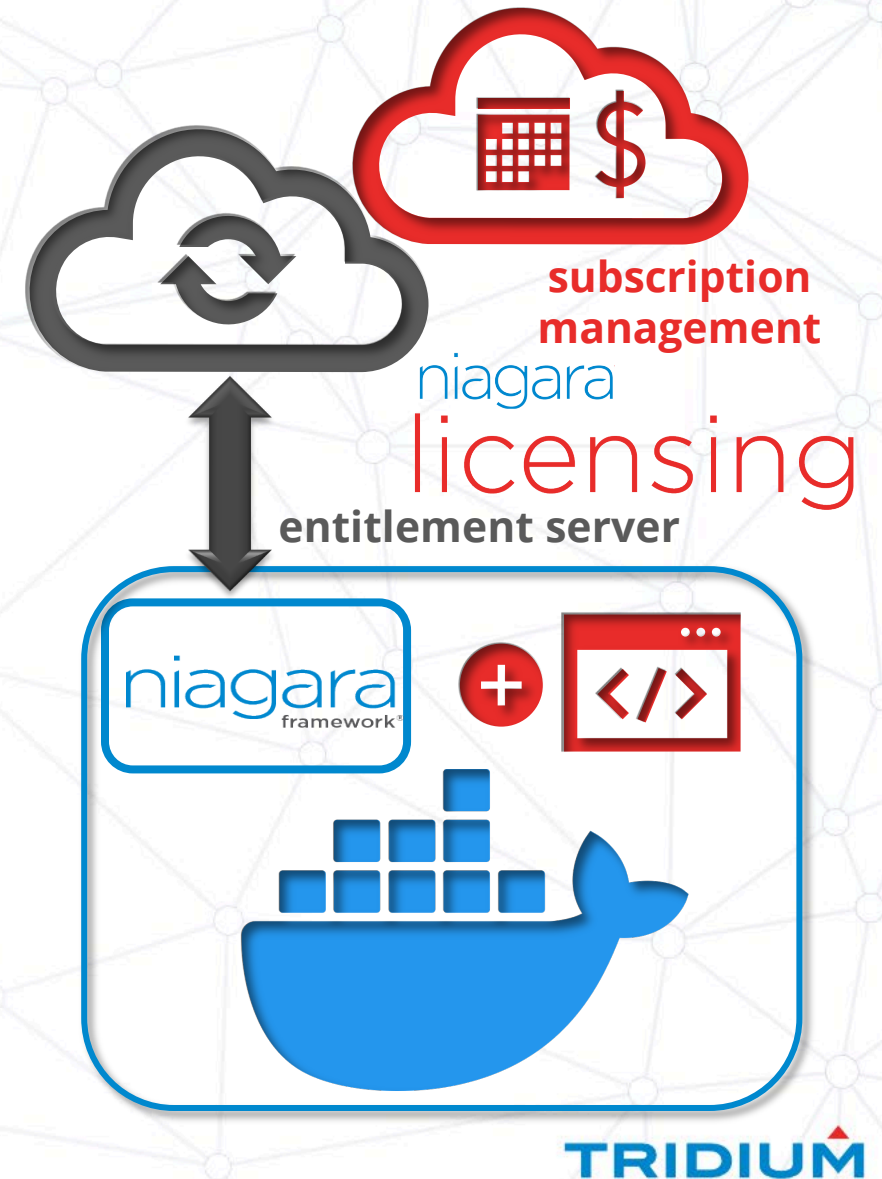 $
subscription
management
niagara
licensing
entitlement server
niagara
framework®
+
</>
TRIDIUM